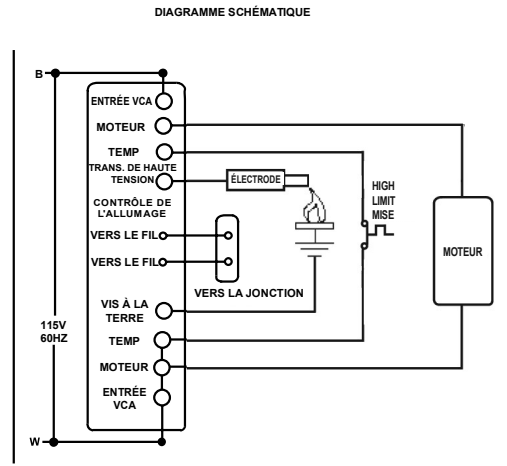 DIAGRAMME SCHÉMATIQUE
B
ENTRÉE VCA
MOTEUR
TEMP
TRANS. DE HAUTE
TENSION
ÉLECTRODE
CONTRÔLE DE
L'ALLUMAGE
HIGH
LIMIT
MISE
VERS LE FIL
VERS LE FIL
MOTEUR
VERS LA JONCTION
VIS À LA
TERRE
115V
60HZ
TEMP
MOTEUR
ENTRÉE
VCA
W